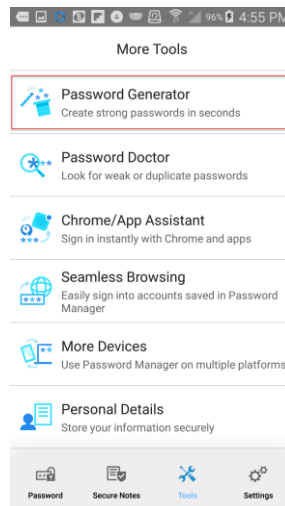 96% 4:55 PM
More Tools
Password Generator
Create strong passwords in seconds
Password Doctor
Look for weak or duplicate passwords
Chrome/App Assistant
Sign in instantly with Chrome and apps
Seamless Browsing
Easily sign into accounts saved in Password
Manager
More Devices
Use Password Manager on multiple platforms
Personal Details
Store your information securely
Password Secure Notes Tools Settings